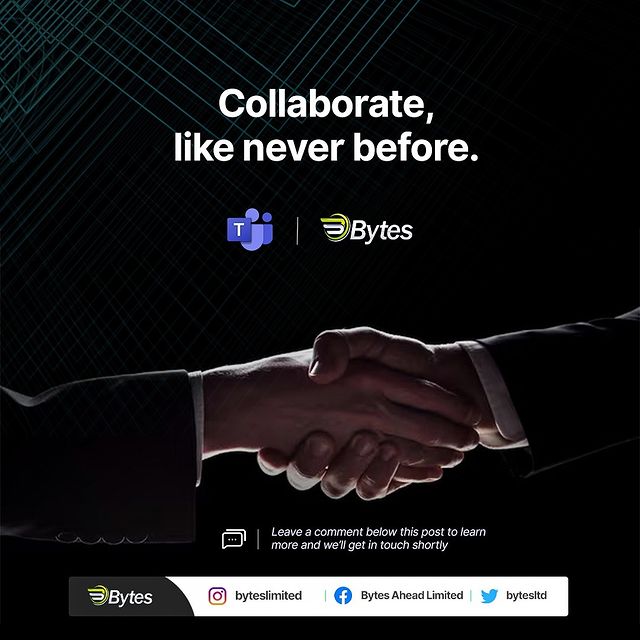 Collaborate,
like never before.
T
Bytes
Leave a comment below this post to learn
more and we'll get in touch shortly
Bytes
byteslimited
Bytes Ahead Limited
bytesltd